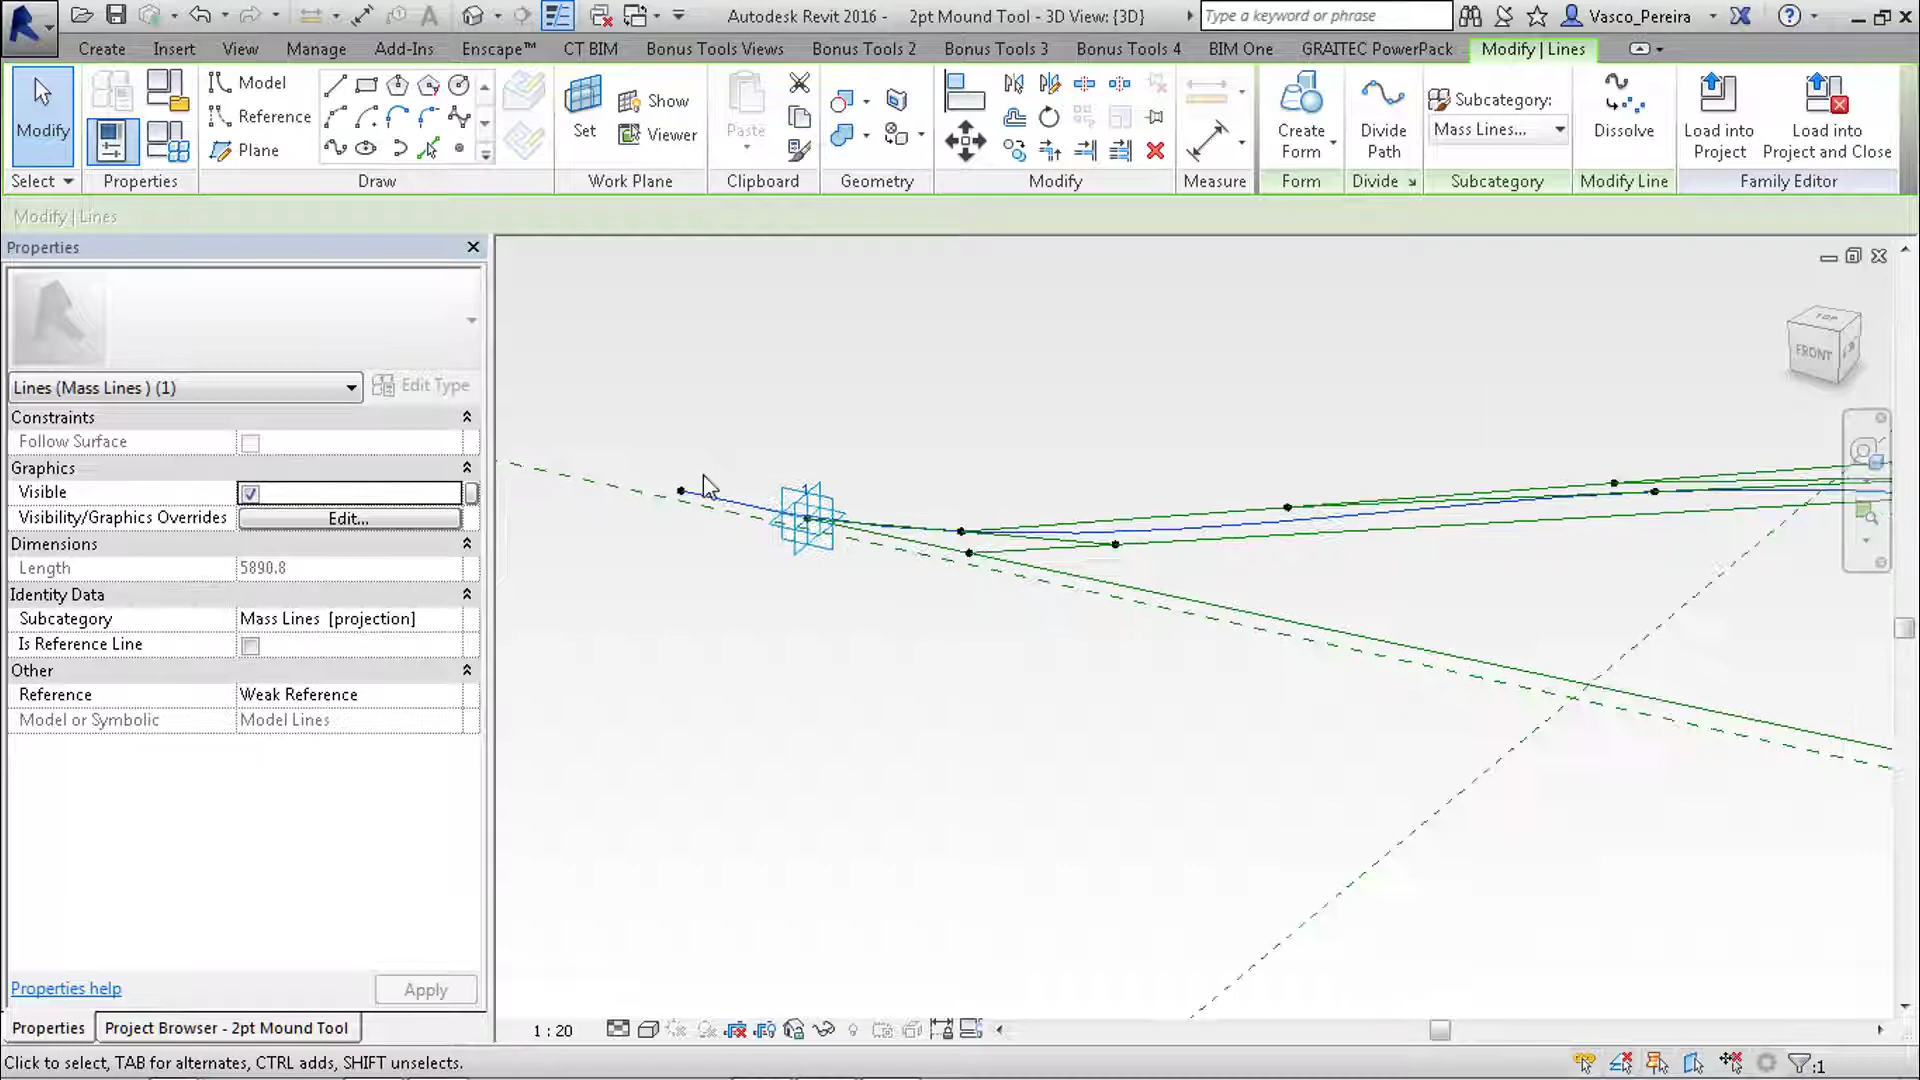 Autodesk Revit 2016 - 2pt Mound Tool - 3D View: {3D}
Type a keyword or phrase
Vasco_Pereira
Create Insert View Manage Add-Ins Enscape™ CT BIM Bonus Tools Views Bonus Tools 2 Bonus Tools 3 Bonus Tools 4 BIM One GRAITEC PowerPack Modify | Lines
Modify
Model
Reference
Plane
Set
Show
Viewer
Paste
Create Form
Divide Path
Subcategory:
Mass Lines...
Dissolve
Load into Project
Load into Project and Close
Select Properties Draw Work Plane Clipboard Geometry Modify Measure Form Divide Subcategory Modify Line Family Editor
Modify | Lines
Properties
Lines (Mass Lines ) (1)
Edit Type
Constraints
Follow Surface
Graphics
Visible
Visibility/Graphics Overrides Edit...
Dimensions
Length 5890.8
Identity Data
Subcategory Mass Lines [projection]
Is Reference Line
Other
Reference Weak Reference
Model or Symbolic Model Lines
TOP
FRONT
Properties help
Apply
Properties Project Browser - 2pt Mound Tool
1 : 20
Click to select, TAB for alternates, CTRL adds, SHIFT unselects.
:1